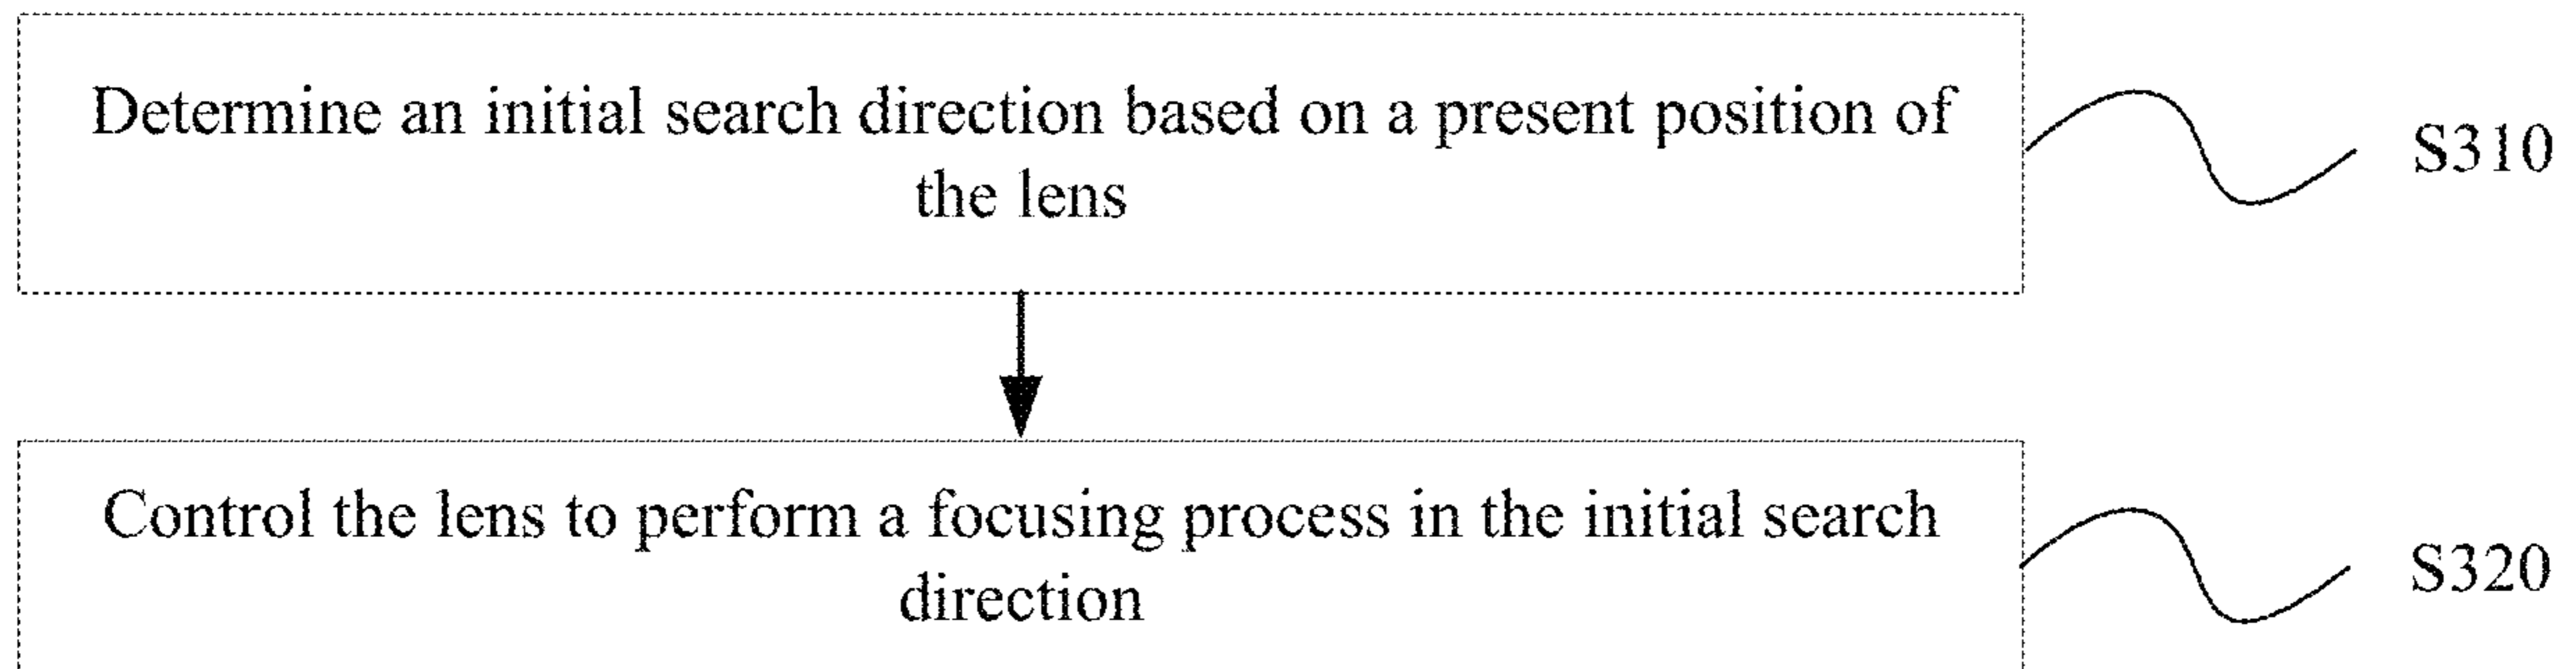 Determine an initial search direction based on a present position of
the lens
S310
Control the lens to perform a focusing process in the initial search
direction
S320